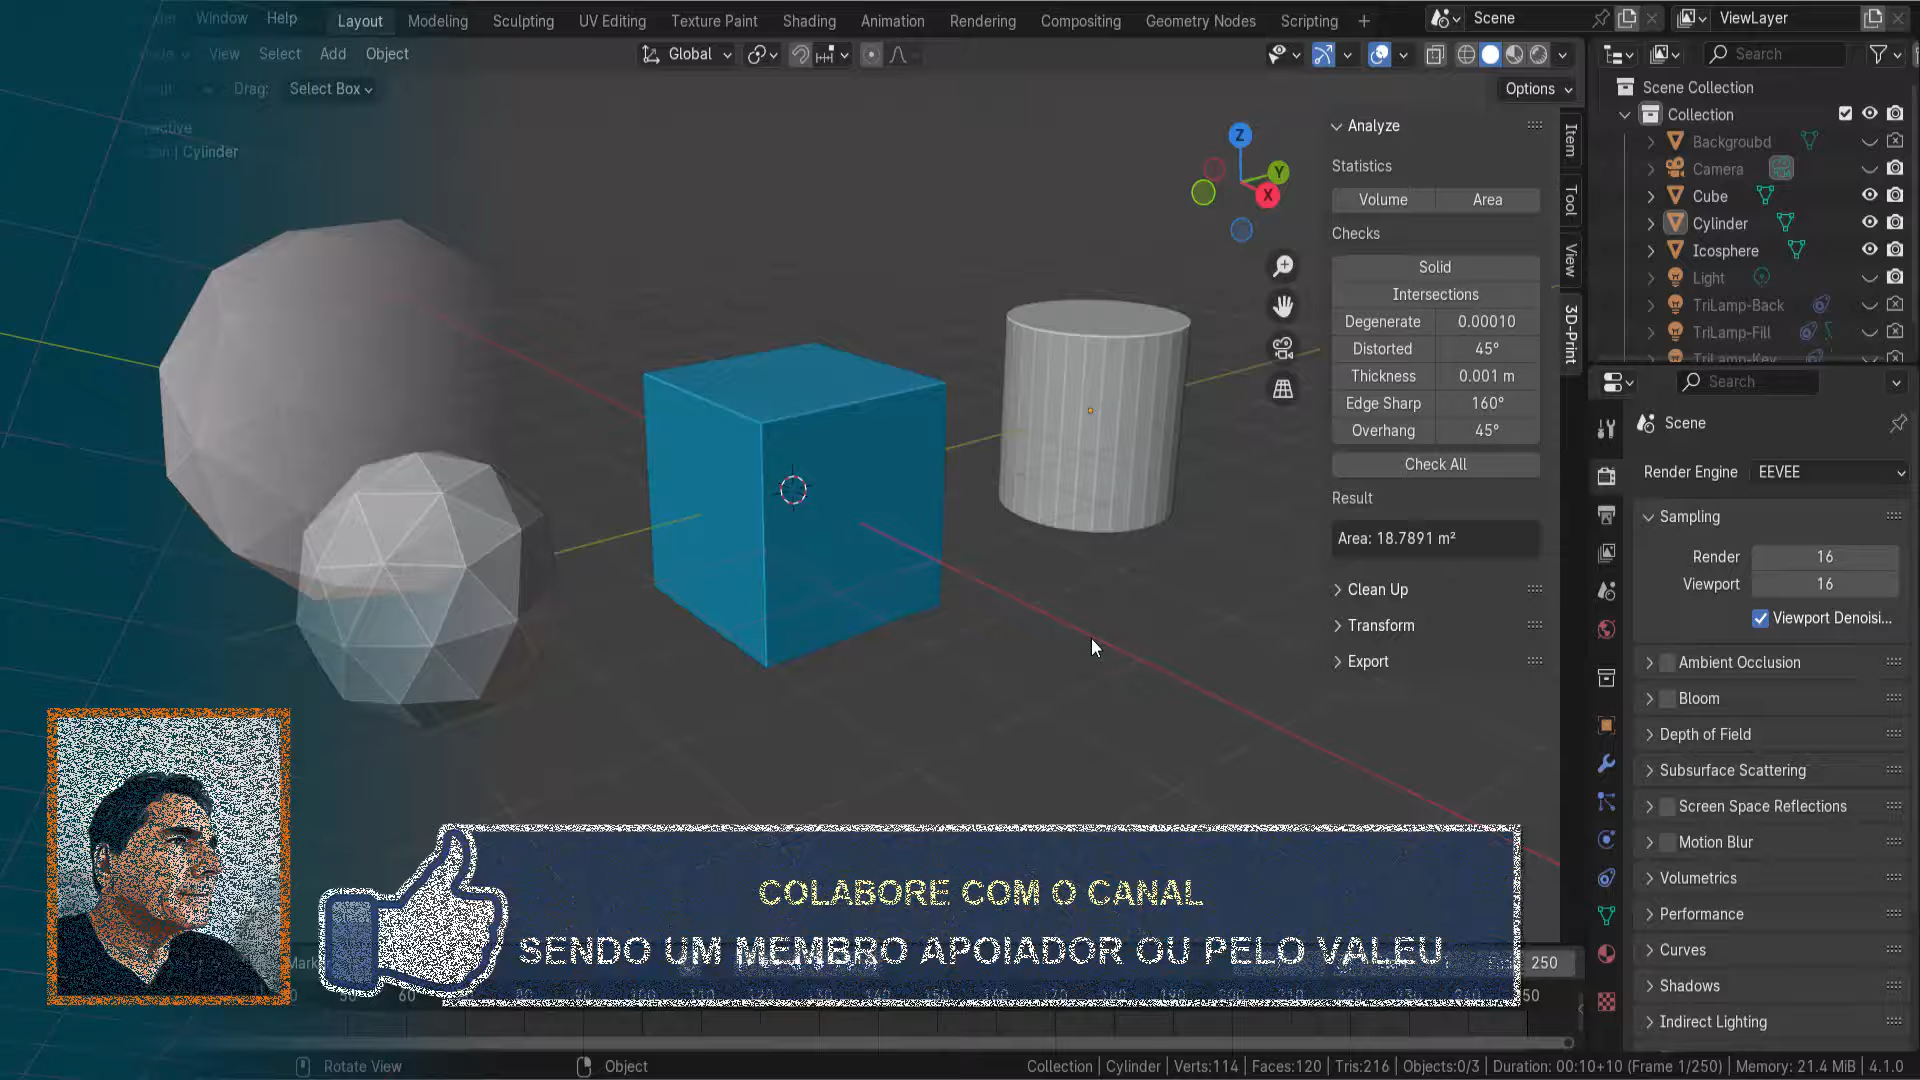 Window Help
Layout Modeling Sculpting UV Editing Texture Paint Shading Animation Rendering Compositing Geometry Nodes Scripting +
Scene
ViewLayer
View Select Add Object
Global
Search
Drag: Select Box
Options
| Cylinder
Scene Collection
Collection
Backgroubd
Camera
Cube
Cylinder
Icosphere
Light
TriLamp-Back
TriLamp-Fill
TriLamp-Key
Z
Y
X
Item
Tool
View
3D-Print
Analyze
Statistics
Volume Area
Checks
Solid
Intersections
Degenerate 0.00010
Distorted 45°
Thickness 0.001 m
Edge Sharp 160°
Overhang 45°
Check All
Result
Area: 18.7891 m²
Clean Up
Transform
Export
Search
Scene
Render Engine EEVEE
Sampling
Render 16
Viewport 16
Viewport Denoisi...
Ambient Occlusion
Bloom
Depth of Field
Subsurface Scattering
Screen Space Reflections
Motion Blur
Volumetrics
Performance
Curves
Shadows
Indirect Lighting
COLABORE COM O CANAL
SENDO UM MEMBRO APOIADOR OU PELO VALEU
250
Rotate View
Object
Collection | Cylinder | Verts:114 | Faces:120 | Tris:216 | Objects:0/3 | Duration: 00:10+10 (Frame 1/250) | Memory: 21.4 MiB | 4.1.0